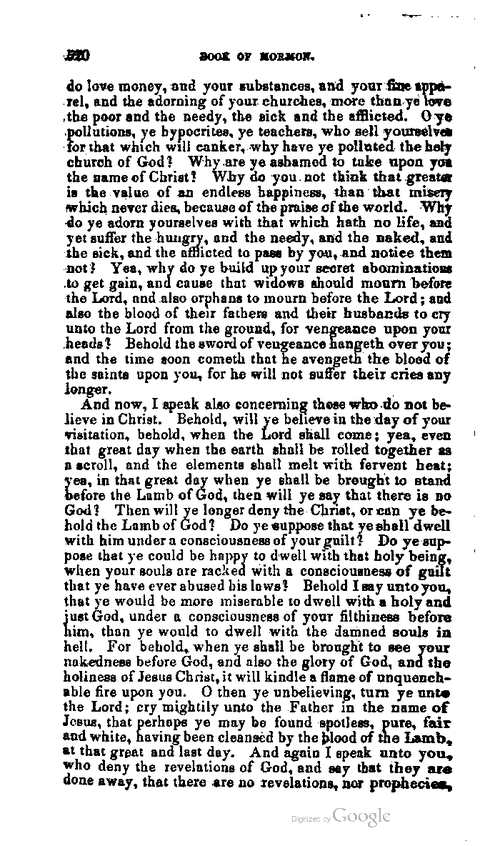 520 BOOK OF MORMON.
do love money, and your substances, and your fine appa-
rel, and the adorning of your churches, more than ye love
the poor and the needy, the sick and the afflicted. O ye
pollutions, ye hypocrites, ye teachers, who sell yourselves
for that which will canker, why have ye polluted the holy
church of God? Why are ye ashamed to take upon you
the name of Christ? Why do you not think that greater
is the value of an endless happiness, than that misery
which never dies, because of the praise of the world. Why
do ye adorn yourselves with that which hath no life, and
yet suffer the hungry, and the needy, and the naked, and
the sick, and the afflicted to pass by you, and notice them
not? Yea, why do ye build up your secret abominations
to get gain, and cause that widows should mourn before
the Lord, and also orphans to mourn before the Lord; and
also the blood of their fathers and their husbands to cry
unto the Lord from the ground, for vengeance upon your
heads? Behold the sword of vengeance hangeth over you;
and the time soon cometh that he avengeth the blood of
the saints upon you, for he will not suffer their cries any
longer.
And now, I speak also concerning those who do not be-
lieve in Christ. Behold, will ye believe in the day of your
visitation, behold, when the Lord shall come; yea, even
that great day when the earth shall be rolled together as
a scroll, and the elements shall melt with fervent heat;
yes, in that great day when ye shall be brought to stand
before the Lamb of God, then will ye say that there is no
God? Then will ye longer deny the Christ, or can ye be-
hold the Lamb of God? Do ye suppose that ye shall dwell
with him under a consciousness of your guilt? Do ye sup-
pose that ye could be happy to dwell with that holy being,
when your souls are racked with a consciousness of guilt
that ye have ever abused his laws? Behold I say unto you,
that ye would be more miserable to dwell with a holy and
just God, under a consciousness of your filthiness before
him, than ye would to dwell with the damned souls in
hell. For behold, when ye shall be brought to see your
nakedness before God, and also the glory of God, and the
holiness of Jesus Christ, it will kindle a flame of unquench-
able fire upon you. O then ye unbelieving, turn ye unto
the Lord; cry mightily unto the Father in the name of
Jesus, that perhaps ye may be found spotless, pure, fair
and white, having been cleansed by the blood of the Lamb,
at that great and last day. And again I speak unto you,
who deny the revelations of God, and say that they are
done away, that there are no revelations, nor prophecies,
Digitized by Google